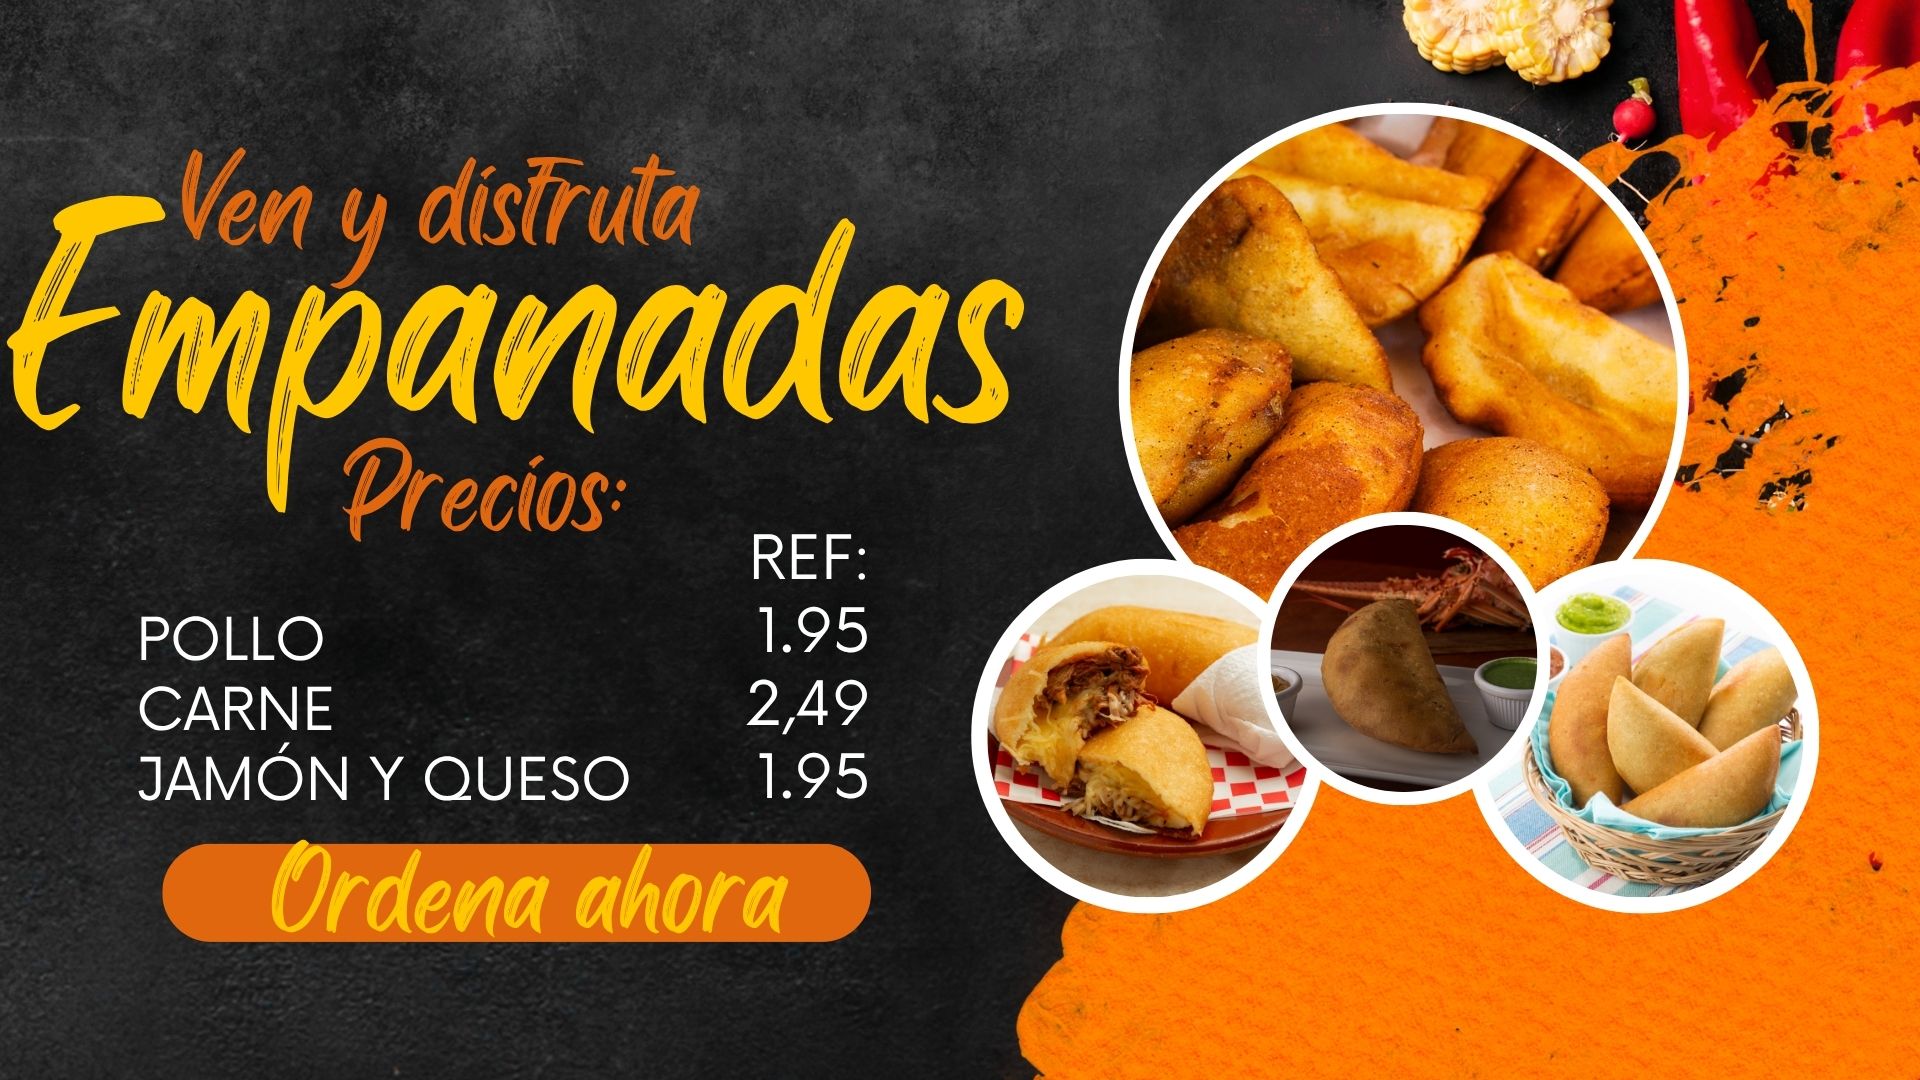 Ven y disfruta
Empanadas
Precios:
REF:
POLLO 1.95
CARNE 2,49
JAMÓN Y QUESO 1.95
Ordena ahora